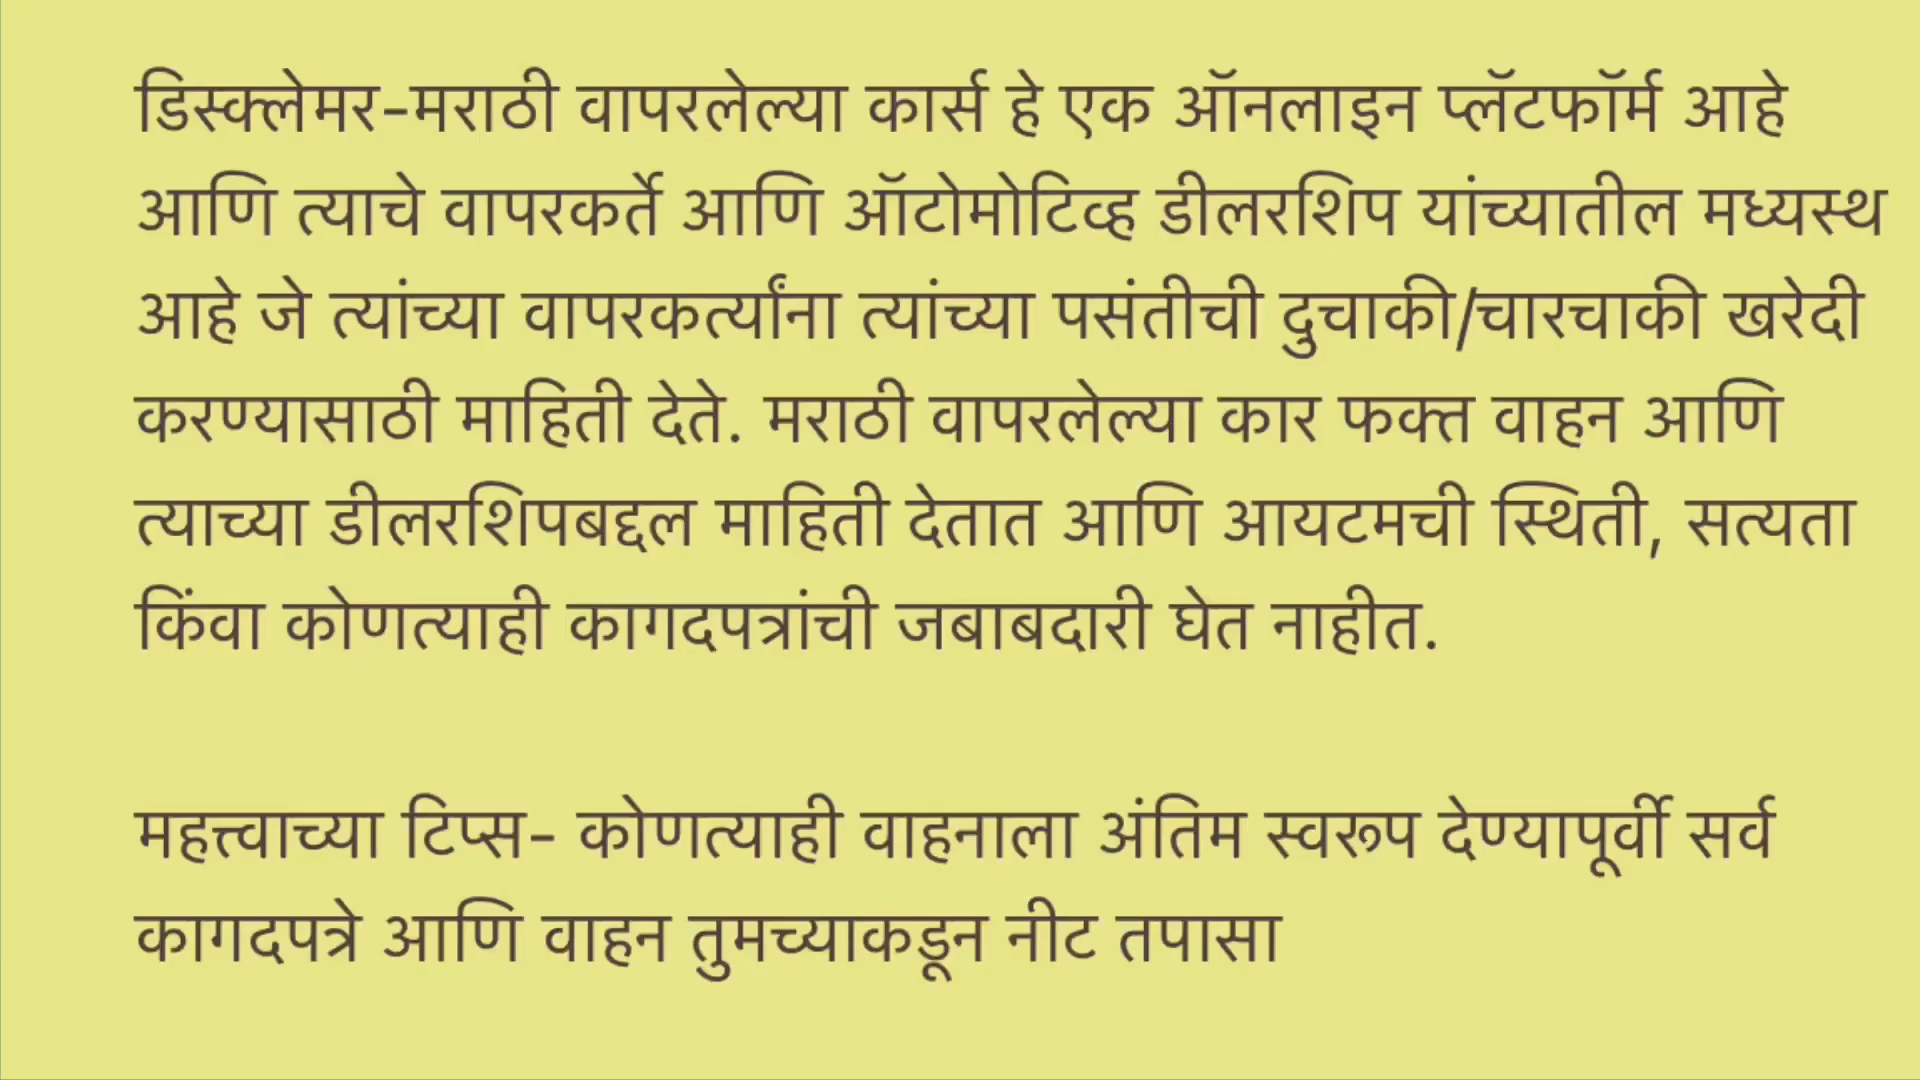 डिस्क्लेमर-मराठी वापरलेल्या कार्स हे एक ऑनलाइन प्लॅटफॉर्म आहे
आणि त्याचे वापरकर्ते आणि ऑटोमोटिव्ह डीलरशिप यांच्यातील मध्यस्थ
आहे जे त्यांच्या वापरकर्त्यांना त्यांच्या पसंतीची दुचाकी/चारचाकी खरेदी
करण्यासाठी माहिती देते. मराठी वापरलेल्या कार फक्त वाहन आणि
त्याच्या डीलरशिपबद्दल माहिती देतात आणि आयटमची स्थिती, सत्यता
किंवा कोणत्याही कागदपत्रांची जबाबदारी घेत नाहीत.
महत्त्वाच्या टिप्स- कोणत्याही वाहनाला अंतिम स्वरूप देण्यापूर्वी सर्व
कागदपत्रे आणि वाहन तुमच्याकडून नीट तपासा